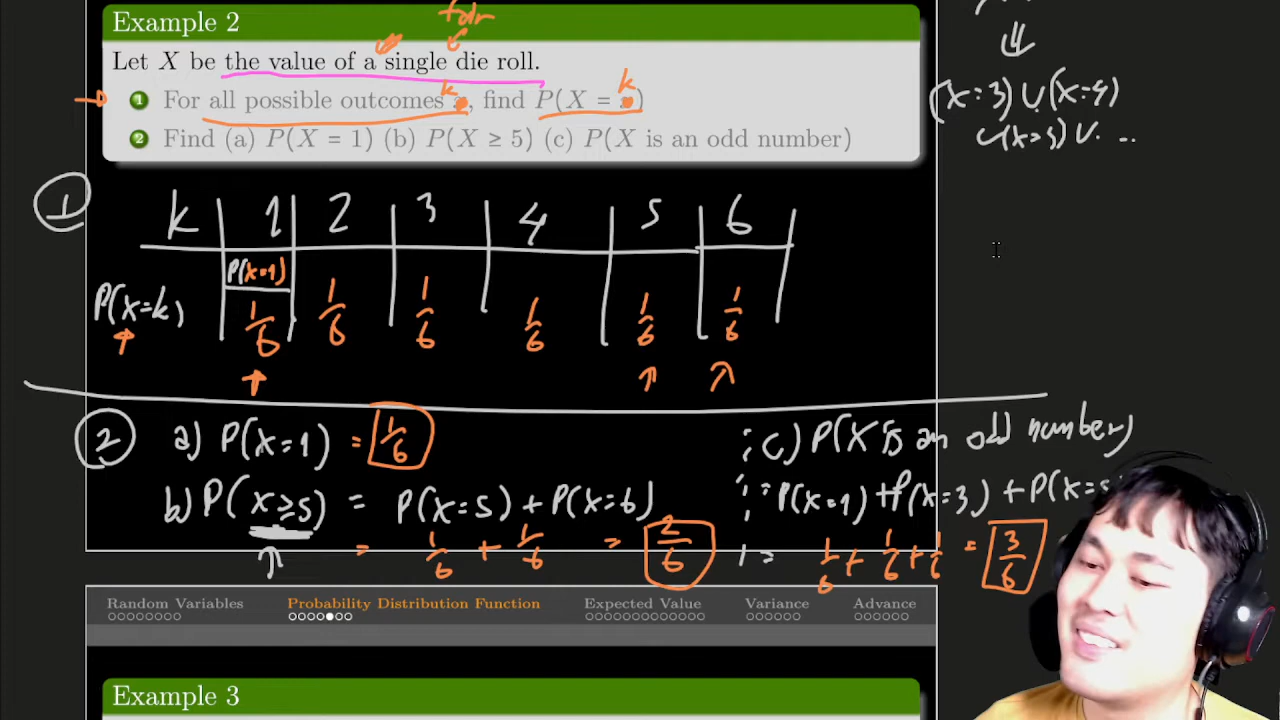 Example 2
fair
Let X be the value of a single die roll.
1 For all possible outcomes k, find P(X = k)
2 Find (a) P(X = 1) (b) P(X ≥ 5) (c) P(X is an odd number)
(X=3) ∪ (X=4)
∪ (X=5) ∪ ...
1
k 1 2 3 4 5 6
P(X=1)
P(X=k) 1/6 1/6 1/6 1/6 1/6 1/6
2 a) P(X=1) = 1/6
b) P(X≥5) = P(X=5) + P(X=6)
= 1/6 + 1/6 = 2/6
c) P(X is an odd number)
= P(X=1) + P(X=3) + P(X=5
= 1/6 + 1/6 + 1/6 = 3/6
Random Variables Probability Distribution Function Expected Value Variance Advance
Example 3